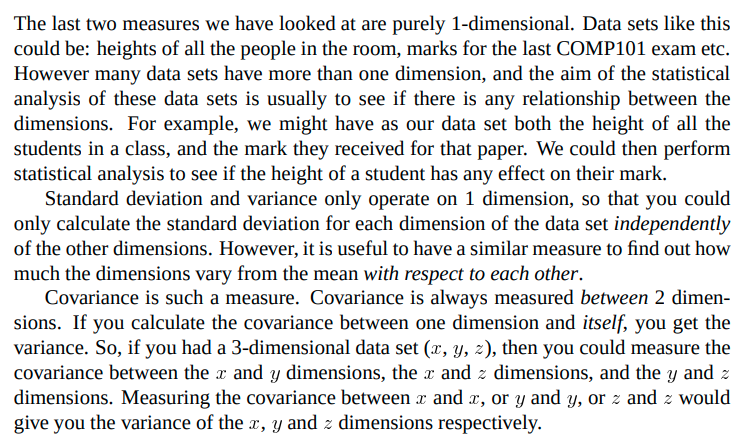 The last two measures we have looked at are purely 1-dimensional. Data sets like this
could be: heights of all the people in the room, marks for the last COMP101 exam etc.
However many data sets have more than one dimension, and the aim of the statistical
analysis of these data sets is usually to see if there is any relationship between the
dimensions. For example, we might have as our data set both the height of all the
students in a class, and the mark they received for that paper. We could then perform
statistical analysis to see if the height of a student has any effect on their mark.
Standard deviation and variance only operate on 1 dimension, so that you could
only calculate the standard deviation for each dimension of the data set independently
of the other dimensions. However, it is useful to have a similar measure to find out how
much the dimensions vary from the mean with respect to each other.
Covariance is such a measure. Covariance is always measured between 2 dimen-
sions. If you calculate the covariance between one dimension and itself, you get the
variance. So, if you had a 3-dimensional data set (x, y, z), then you could measure the
covariance between the x and y dimensions, the x and z dimensions, and the y and z
dimensions. Measuring the covariance between x and x, or y and y, or z and z would
give you the variance of the x, y and z dimensions respectively.